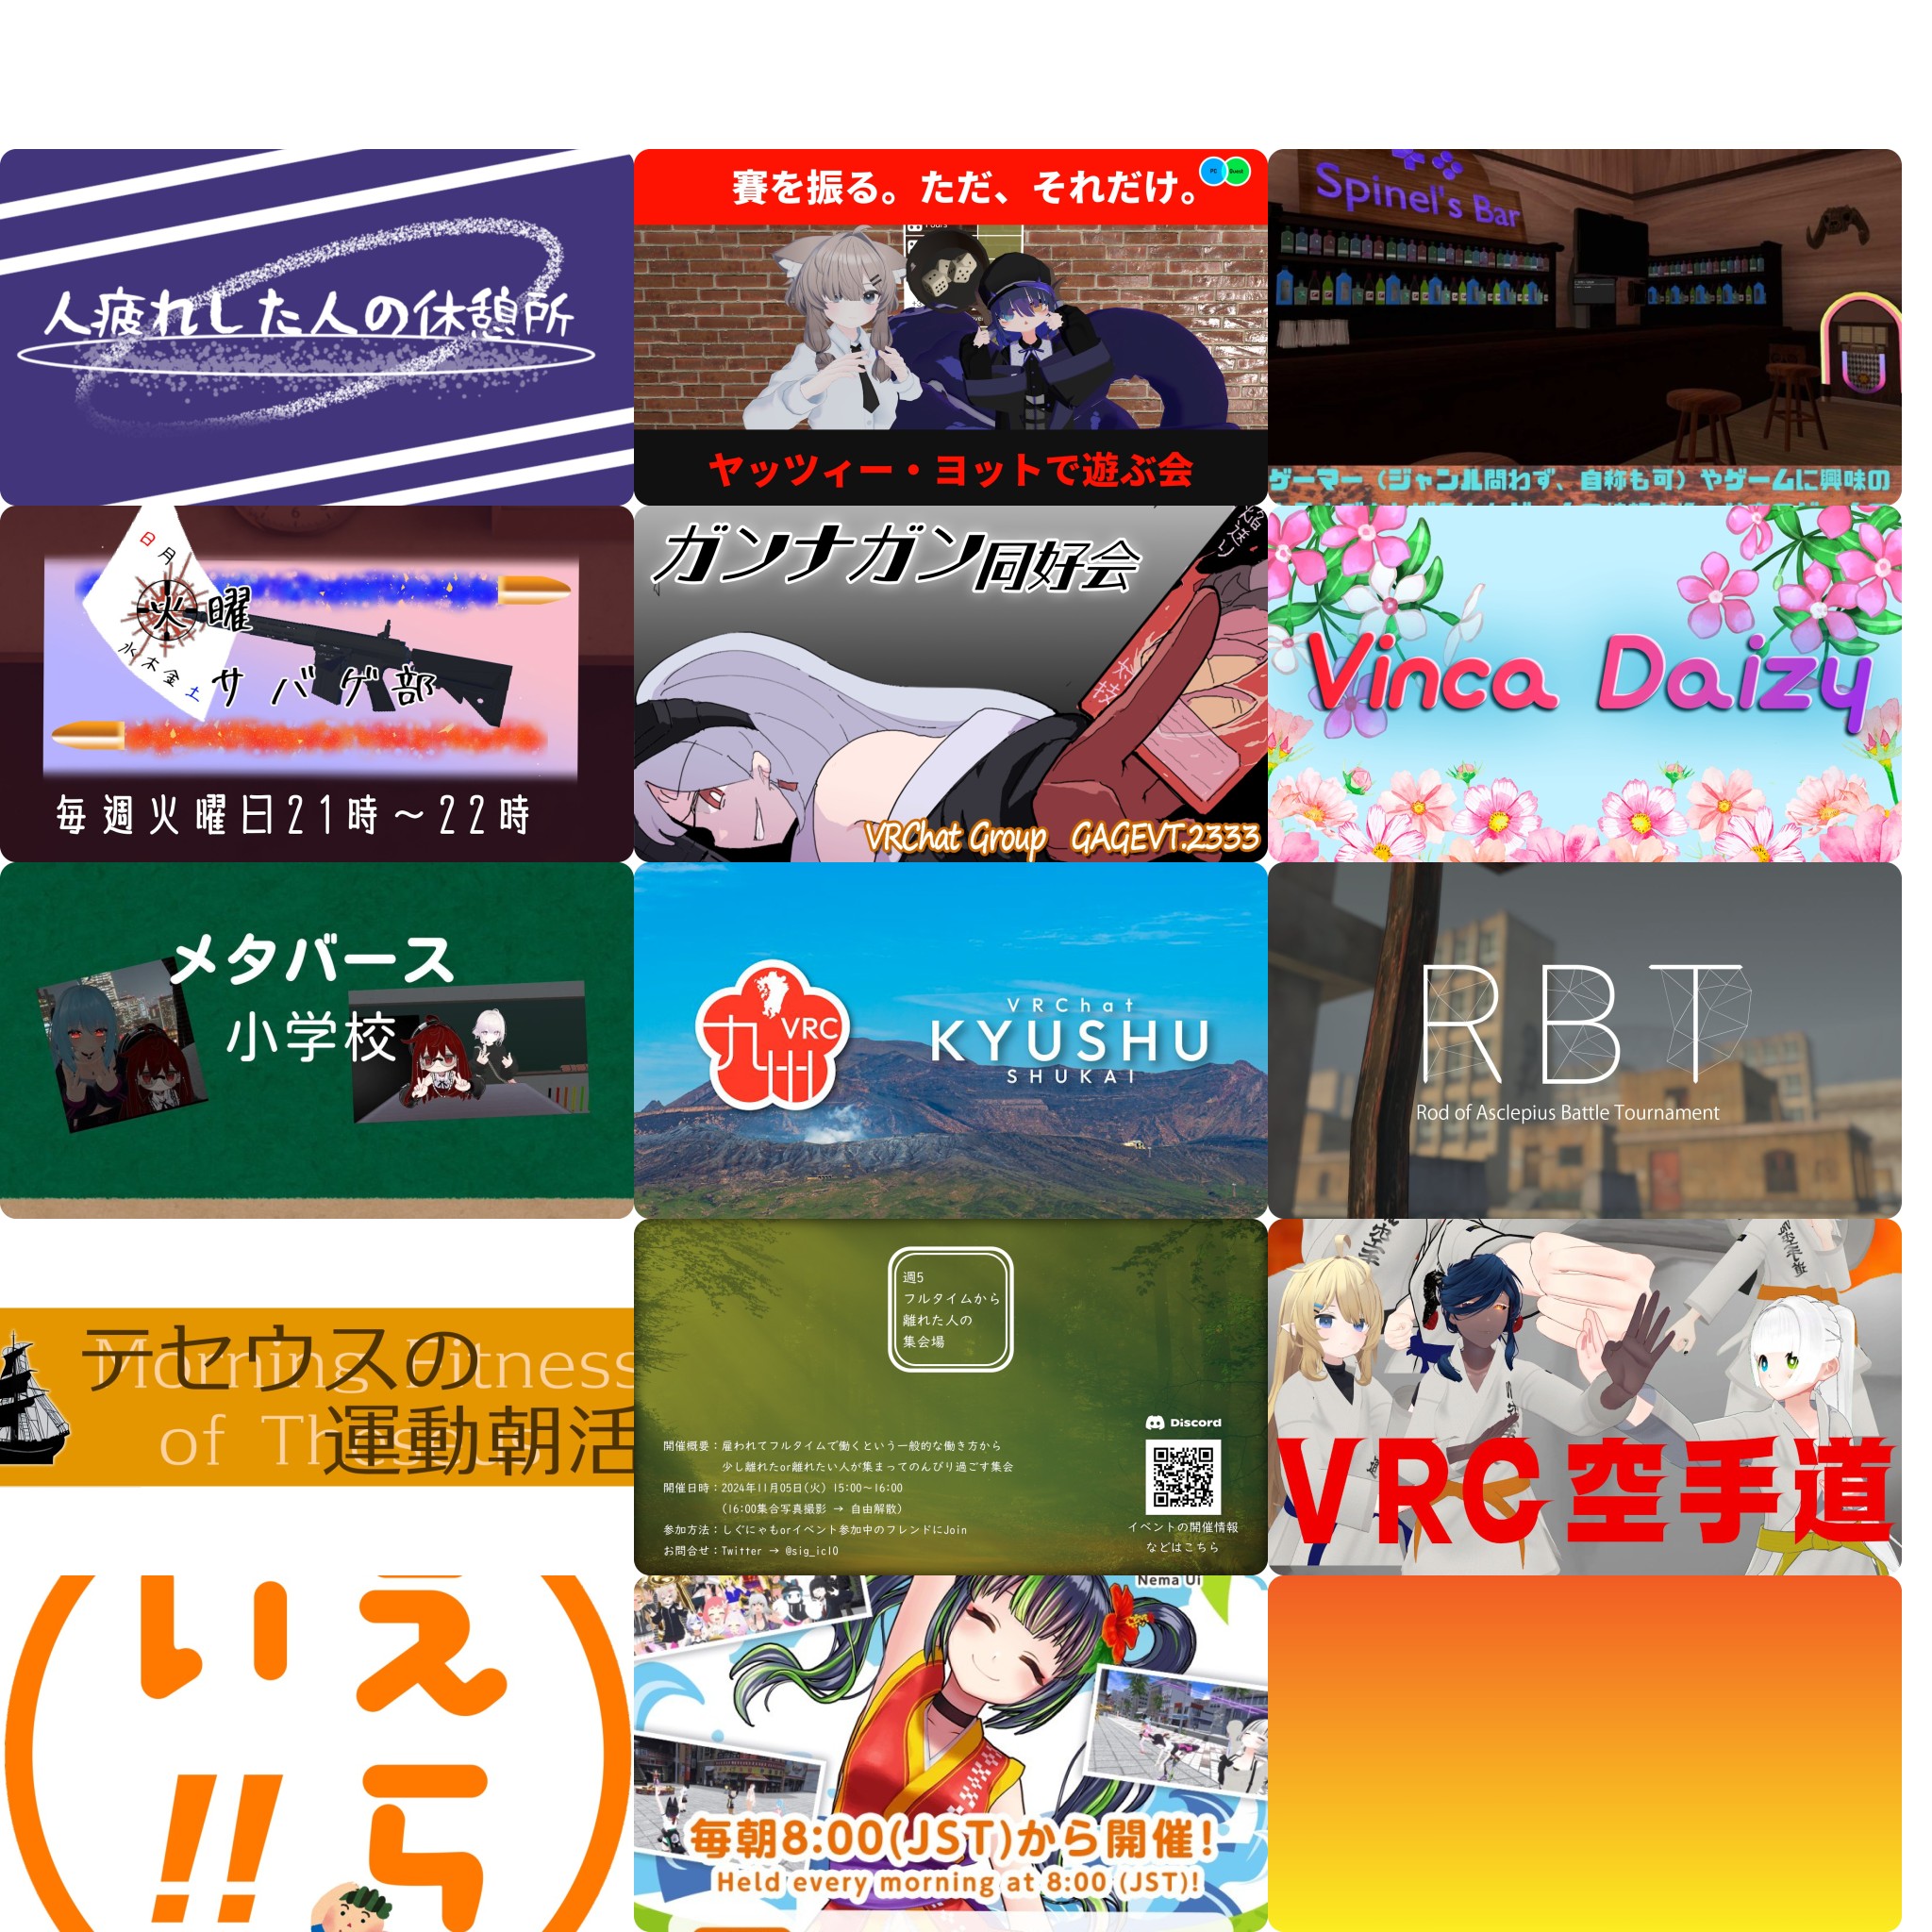 人疲れした人の休憩所
賽を振る。ただ、それだけ。
PC
Quest
ヤッツィー・ヨットで遊ぶ会
Spinel's Bar
ゲーマー（ジャンル問わず、自称も可）やゲームに興味の
日
月
火曜
水木金土
サバゲ部
毎週火曜日21時～22時
ガンナガン同好会
焔送り
VRChat Group GAGEVT.2333
Vinca Daizy
メタバース
小学校
九州
VRC
VRChat
KYUSHU
SHUKAI
RBT
Rod of Asclepius Battle Tournament
テセウスの
運動朝活
Morning Fitness
of Theseus
週5
フルタイムから
離れた人の
集会場
開催概要：雇われてフルタイムで働くという一般的な働き方から
少し離れたor離れたい人が集まってのんびり過ごす集会
開催日時：2024年11月05日(火) 15:00～16:00
(16:00集合写真撮影 → 自由解散)
参加方法：しぐにゃもorイベント参加中のフレンドにJoin
お問合せ：Twitter → @sig_icl0
Discord
イベントの開催情報
などはこちら
VRC空手道
えら
い!!
Nema Ui
毎朝8:00(JST)から開催!
Held every morning at 8:00 (JST)!